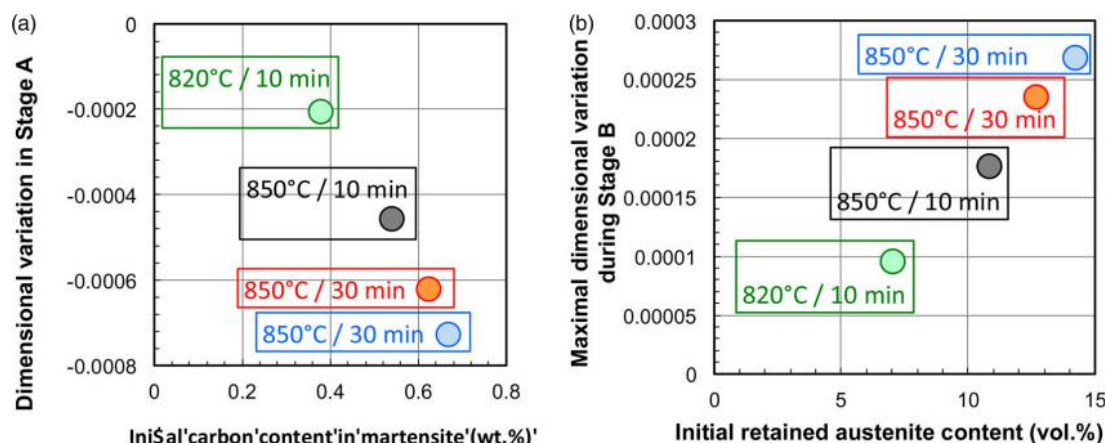 (a)
Dimensional variation in Stage A
0
-0.0002
-0.0004
-0.0006
-0.0008
820°C / 10 min
850°C / 10 min
850°C / 30 min
850°C / 30 min
0
0.2
0.4
0.6
0.8
Ini$al'carbon'content'in'martensite'(wt.%)'
(b)
Maximal dimensional variation
during Stage B
0.0003
0.00025
0.0002
0.00015
0.0001
0.00005
0
850°C / 30 min
850°C / 30 min
850°C / 10 min
820°C / 10 min
0
5
10
15
Initial retained austenite content (vol.%)